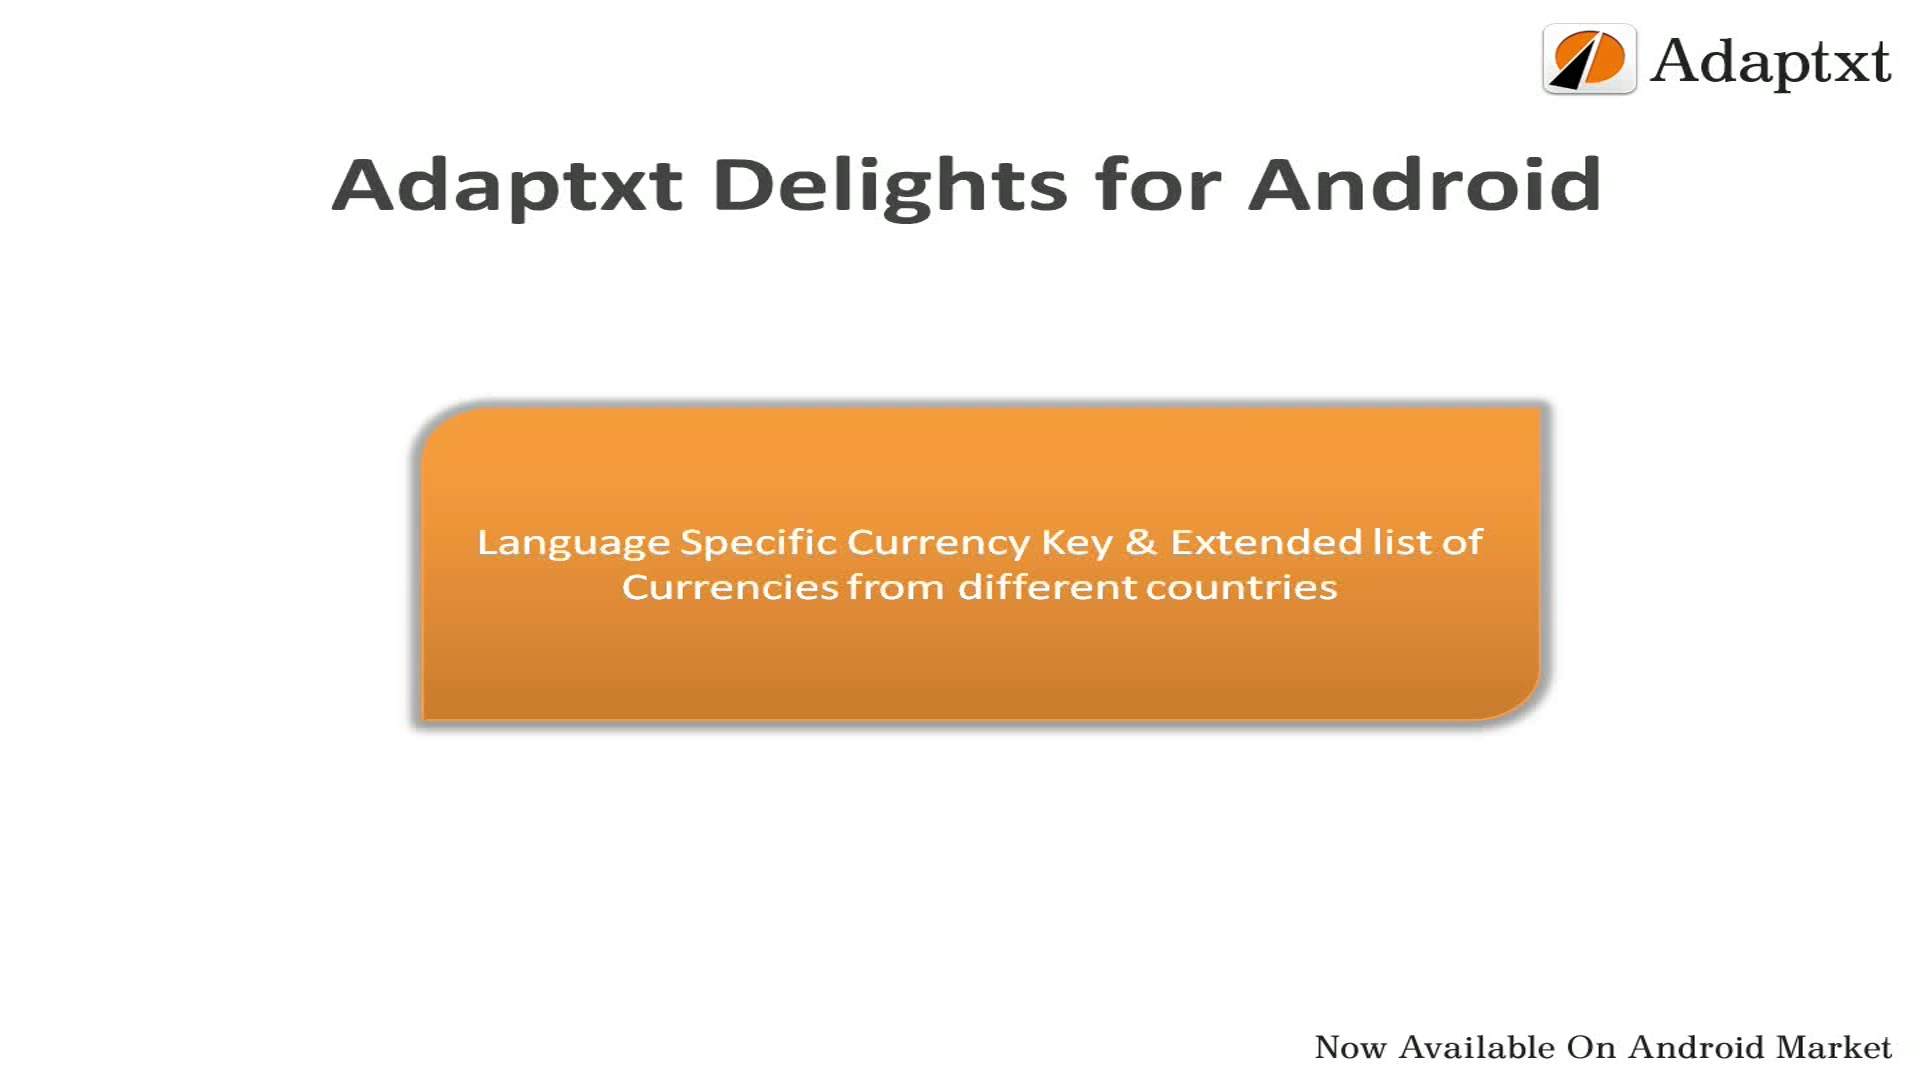 Adaptxt
Adaptxt Delights for Android
Language Specific Currency Key & Extended list of
Currencies from different countries
Now Available On Android Market